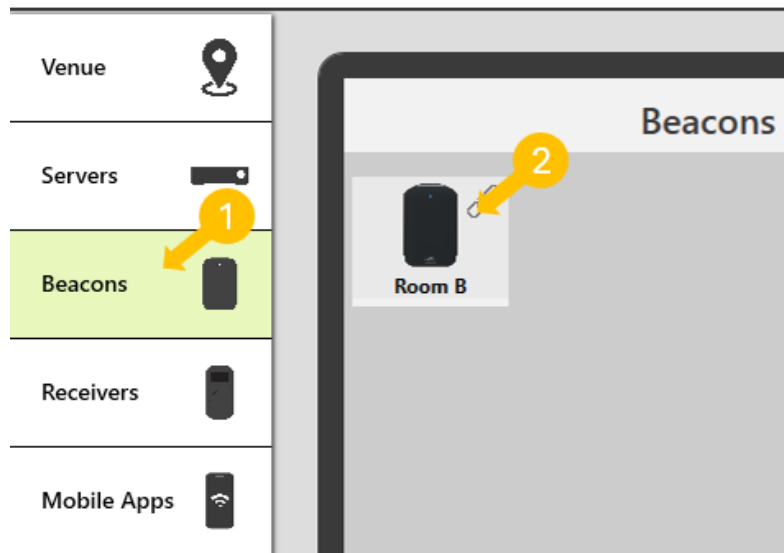 Venue
Servers
1
Beacons
Receivers
Mobile Apps
Beacons
2
Room B